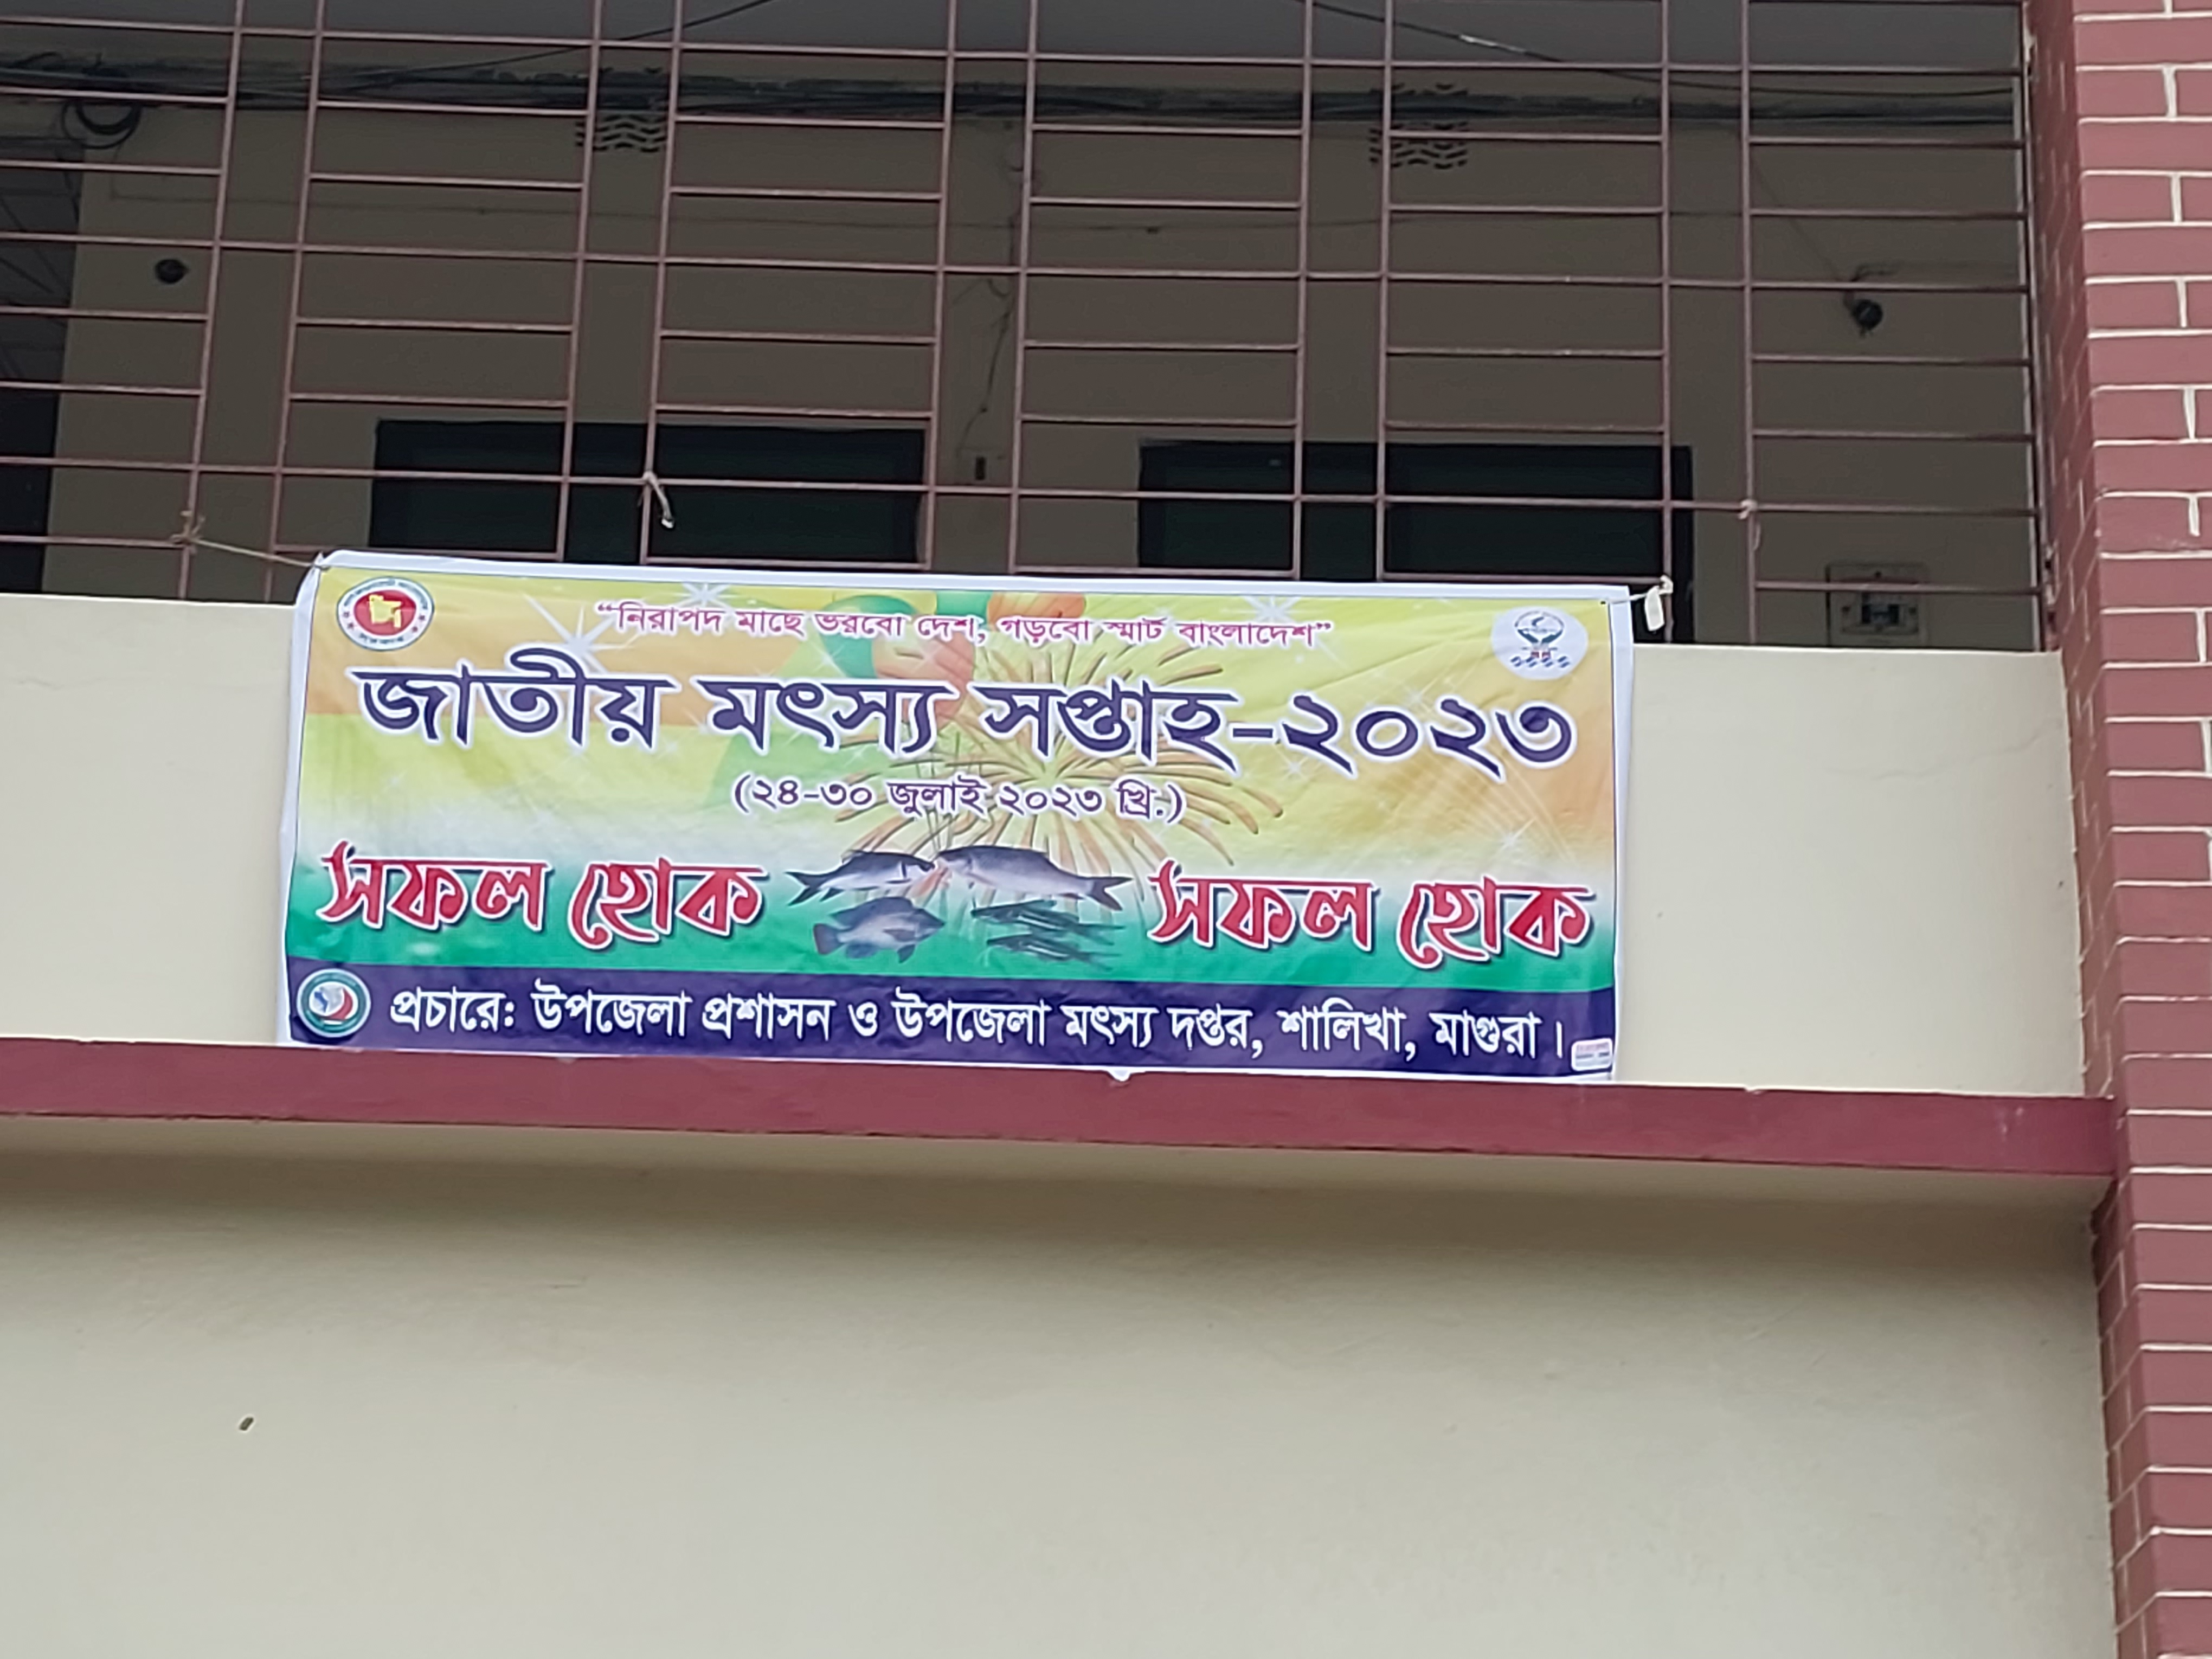 “নিরাপদ মাছে ভরবো দেশ, গড়বো স্মার্ট বাংলাদেশ”
জাতীয় মৎস্য সপ্তাহ-২০২৩
(২৪-৩০ জুলাই ২০২৩ খ্রি.)
সফল হোক সফল হোক
প্রচারে: উপজেলা প্রশাসন ও উপজেলা মৎস্য দপ্তর, শালিখা, মাগুরা।